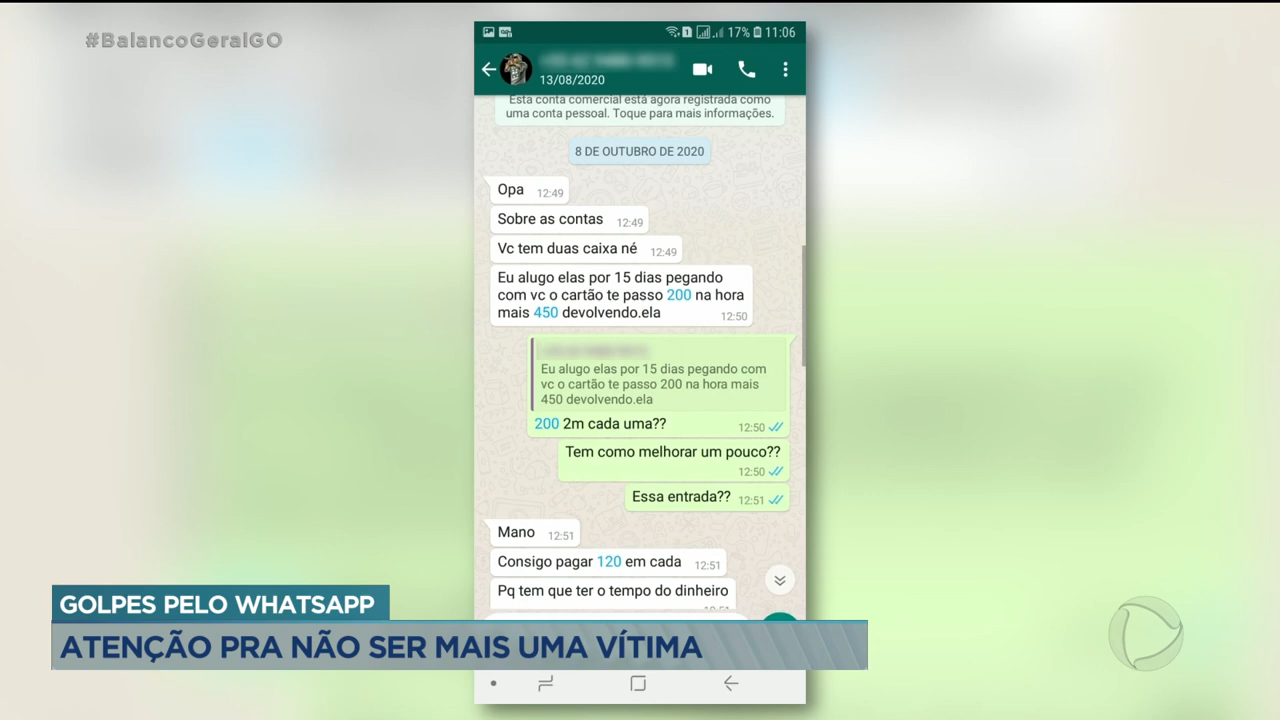 #BalancoGeralGO
17% 11:06
13/08/2020
Esta conta comercial está agora registrada como
uma conta pessoal. Toque para mais informações.
8 DE OUTUBRO DE 2020
Opa 12:49
Sobre as contas 12:49
Vc tem duas caixa né 12:49
Eu alugo elas por 15 dias pegando
com vc o cartão te passo 200 na hora
mais 450 devolvendo.ela 12:50
Eu alugo elas por 15 dias pegando com
vc o cartão te passo 200 na hora mais
450 devolvendo.ela
200 2m cada uma?? 12:50
Tem como melhorar um pouco??
12:50
Essa entrada?? 12:51
Mano 12:51
Consigo pagar 120 em cada 12:51
Pq tem que ter o tempo do dinheiro
12:51
GOLPES PELO WHATSAPP
ATENÇÃO PRA NÃO SER MAIS UMA VÍTIMA